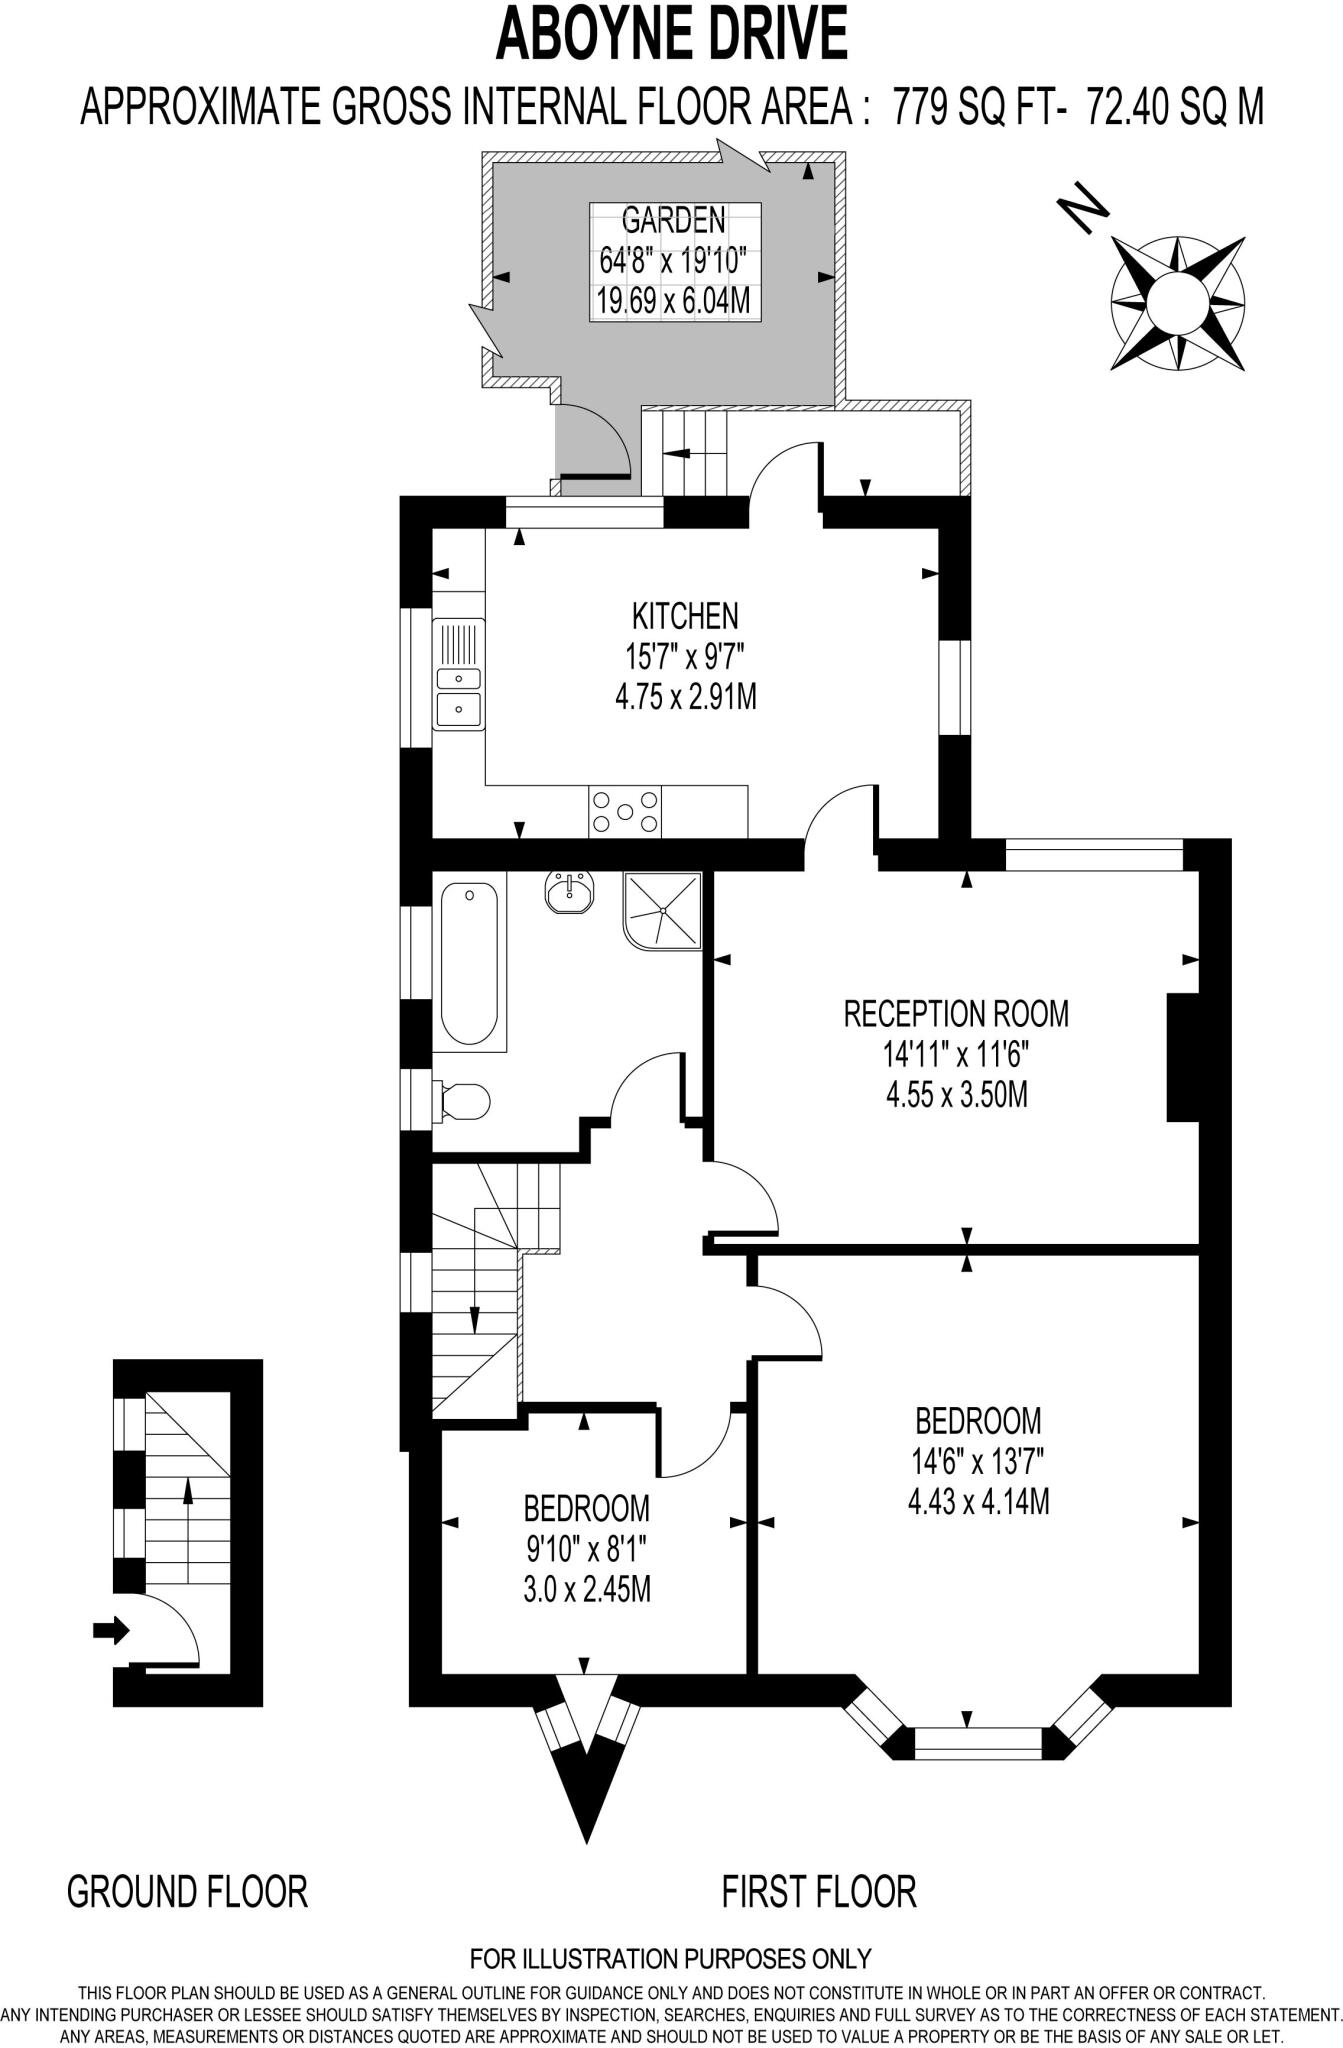 ABOYNE DRIVE
APPROXIMATE GROSS INTERNAL FLOOR AREA : 779 SQ FT- 72.40 SQ M
N
GARDEN
64'8" x 19'10"
19.69 x 6.04M
KITCHEN
15'7" x 9'7"
4.75 x 2.91M
RECEPTION ROOM
14'11" x 11'6"
4.55 x 3.50M
BEDROOM
14'6" x 13'7"
4.43 x 4.14M
BEDROOM
9'10" x 8'1"
3.0 x 2.45M
GROUND FLOOR
FIRST FLOOR
FOR ILLUSTRATION PURPOSES ONLY
THIS FLOOR PLAN SHOULD BE USED AS A GENERAL OUTLINE FOR GUIDANCE ONLY AND DOES NOT CONSTITUTE IN WHOLE OR IN PART AN OFFER OR CONTRACT.
ANY INTENDING PURCHASER OR LESSEE SHOULD SATISFY THEMSELVES BY INSPECTION, SEARCHES, ENQUIRIES AND FULL SURVEY AS TO THE CORRECTNESS OF EACH STATEMENT.
ANY AREAS, MEASUREMENTS OR DISTANCES QUOTED ARE APPROXIMATE AND SHOULD NOT BE USED TO VALUE A PROPERTY OR BE THE BASIS OF ANY SALE OR LET.